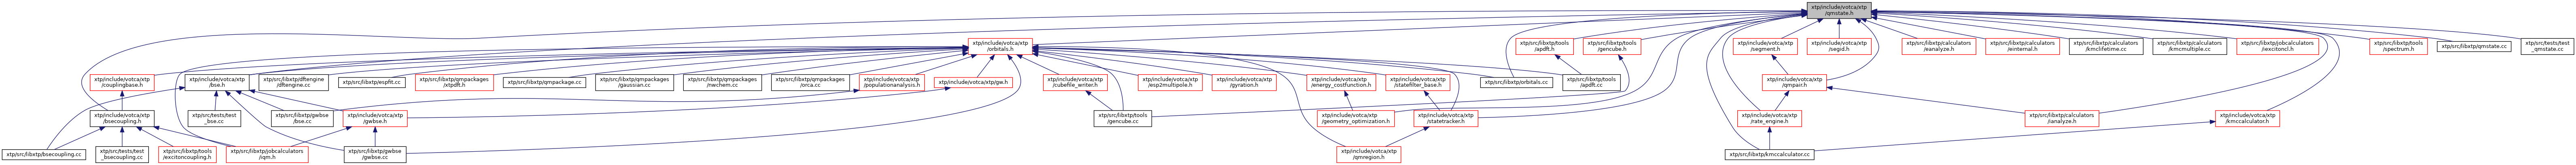 xtp/include/votca/xtp
/qmstate.h
xtp/include/votca/xtp
/orbitals.h
xtp/src/libxtp/tools
/apdft.h
xtp/src/libxtp/tools
/gencube.h
xtp/include/votca/xtp
/segment.h
xtp/include/votca/xtp
/segid.h
xtp/src/libxtp/calculators
/eanalyze.h
xtp/src/libxtp/calculators
/einternal.h
xtp/src/libxtp/calculators
/kmclifetime.cc
xtp/src/libxtp/calculators
/kmcmultiple.cc
xtp/src/libxtp/jobcalculators
/iexcitoncl.h
xtp/src/libxtp/tools
/spectrum.h
xtp/src/libxtp/qmstate.cc
xtp/src/tests/test
_qmstate.cc
xtp/include/votca/xtp
/couplingbase.h
xtp/include/votca/xtp
/bse.h
xtp/src/libxtp/dftengine
/dftengine.cc
xtp/src/libxtp/espfit.cc
xtp/src/libxtp/qmpackages
/xtpdft.h
xtp/src/libxtp/qmpackage.cc
xtp/src/libxtp/qmpackages
/gaussian.cc
xtp/src/libxtp/qmpackages
/nwchem.cc
xtp/src/libxtp/qmpackages
/orca.cc
xtp/include/votca/xtp
/populationanalysis.h
xtp/include/votca/xtp/gw.h
xtp/include/votca/xtp
/cubefile_writer.h
xtp/include/votca/xtp
/esp2multipole.h
xtp/include/votca/xtp
/gyration.h
xtp/include/votca/xtp
/energy_costfunction.h
xtp/include/votca/xtp
/statefilter_base.h
xtp/src/libxtp/orbitals.cc
xtp/src/libxtp/tools
/apdft.cc
xtp/include/votca/xtp
/qmpair.h
xtp/include/votca/xtp
/bsecoupling.h
xtp/src/tests/test
_bse.cc
xtp/src/libxtp/gwbse
/bse.cc
xtp/include/votca/xtp
/gwbse.h
xtp/src/libxtp/tools
/gencube.cc
xtp/include/votca/xtp
/geometry_optimization.h
xtp/include/votca/xtp
/statetracker.h
xtp/include/votca/xtp
/rate_engine.h
xtp/src/libxtp/calculators
/ianalyze.h
xtp/include/votca/xtp
/kmccalculator.h
xtp/src/libxtp/bsecoupling.cc
xtp/src/tests/test
_bsecoupling.cc
xtp/src/libxtp/tools
/excitoncoupling.h
xtp/src/libxtp/jobcalculators
/iqm.h
xtp/src/libxtp/gwbse
/gwbse.cc
xtp/include/votca/xtp
/qmregion.h
xtp/src/libxtp/kmccalculator.cc